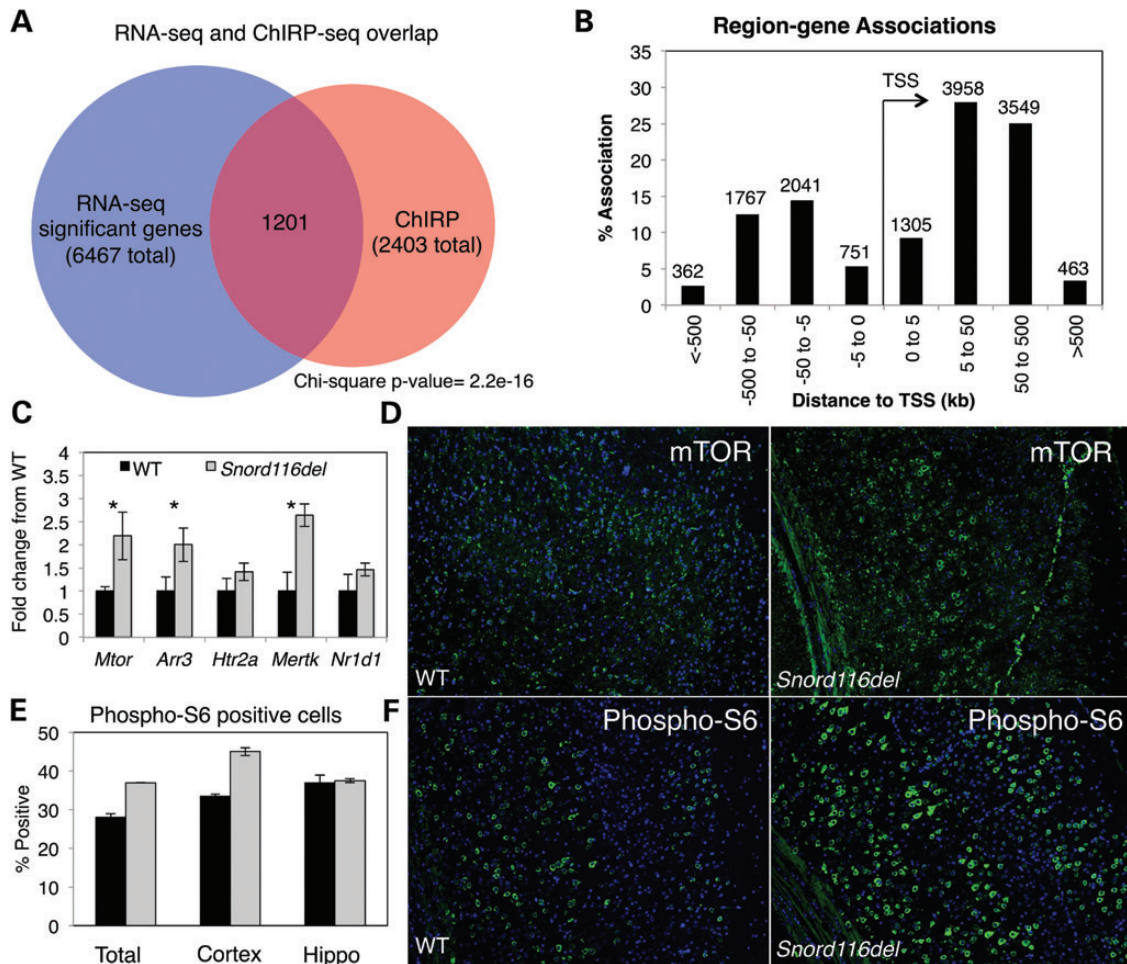 A
RNA-seq and ChIRP-seq overlap
RNA-seq
significant genes
(6467 total)
1201
ChIRP
(2403 total)
Chi-square p-value= 2.2e-16
B
Region-gene Associations
% Association
35
30
25
20
15
10
5
0
TSS
362
1767
2041
751
1305
3958
3549
463
<-500
-500 to -50
-50 to -5
-5 to 0
0 to 5
5 to 50
50 to 500
>500
Distance to TSS (kb)
C
Fold change from WT
4
3.5
3
2.5
2
1.5
1
0.5
0
WT
Snord116del
*
*
*
Mtor
Arr3
Htr2a
Mertk
Nr1d1
D
mTOR
WT
mTOR
Snord116del
E
Phospho-S6 positive cells
% Positive
50
40
30
20
10
0
Total
Cortex
Hippo
F
Phospho-S6
WT
Phospho-S6
Snord116del